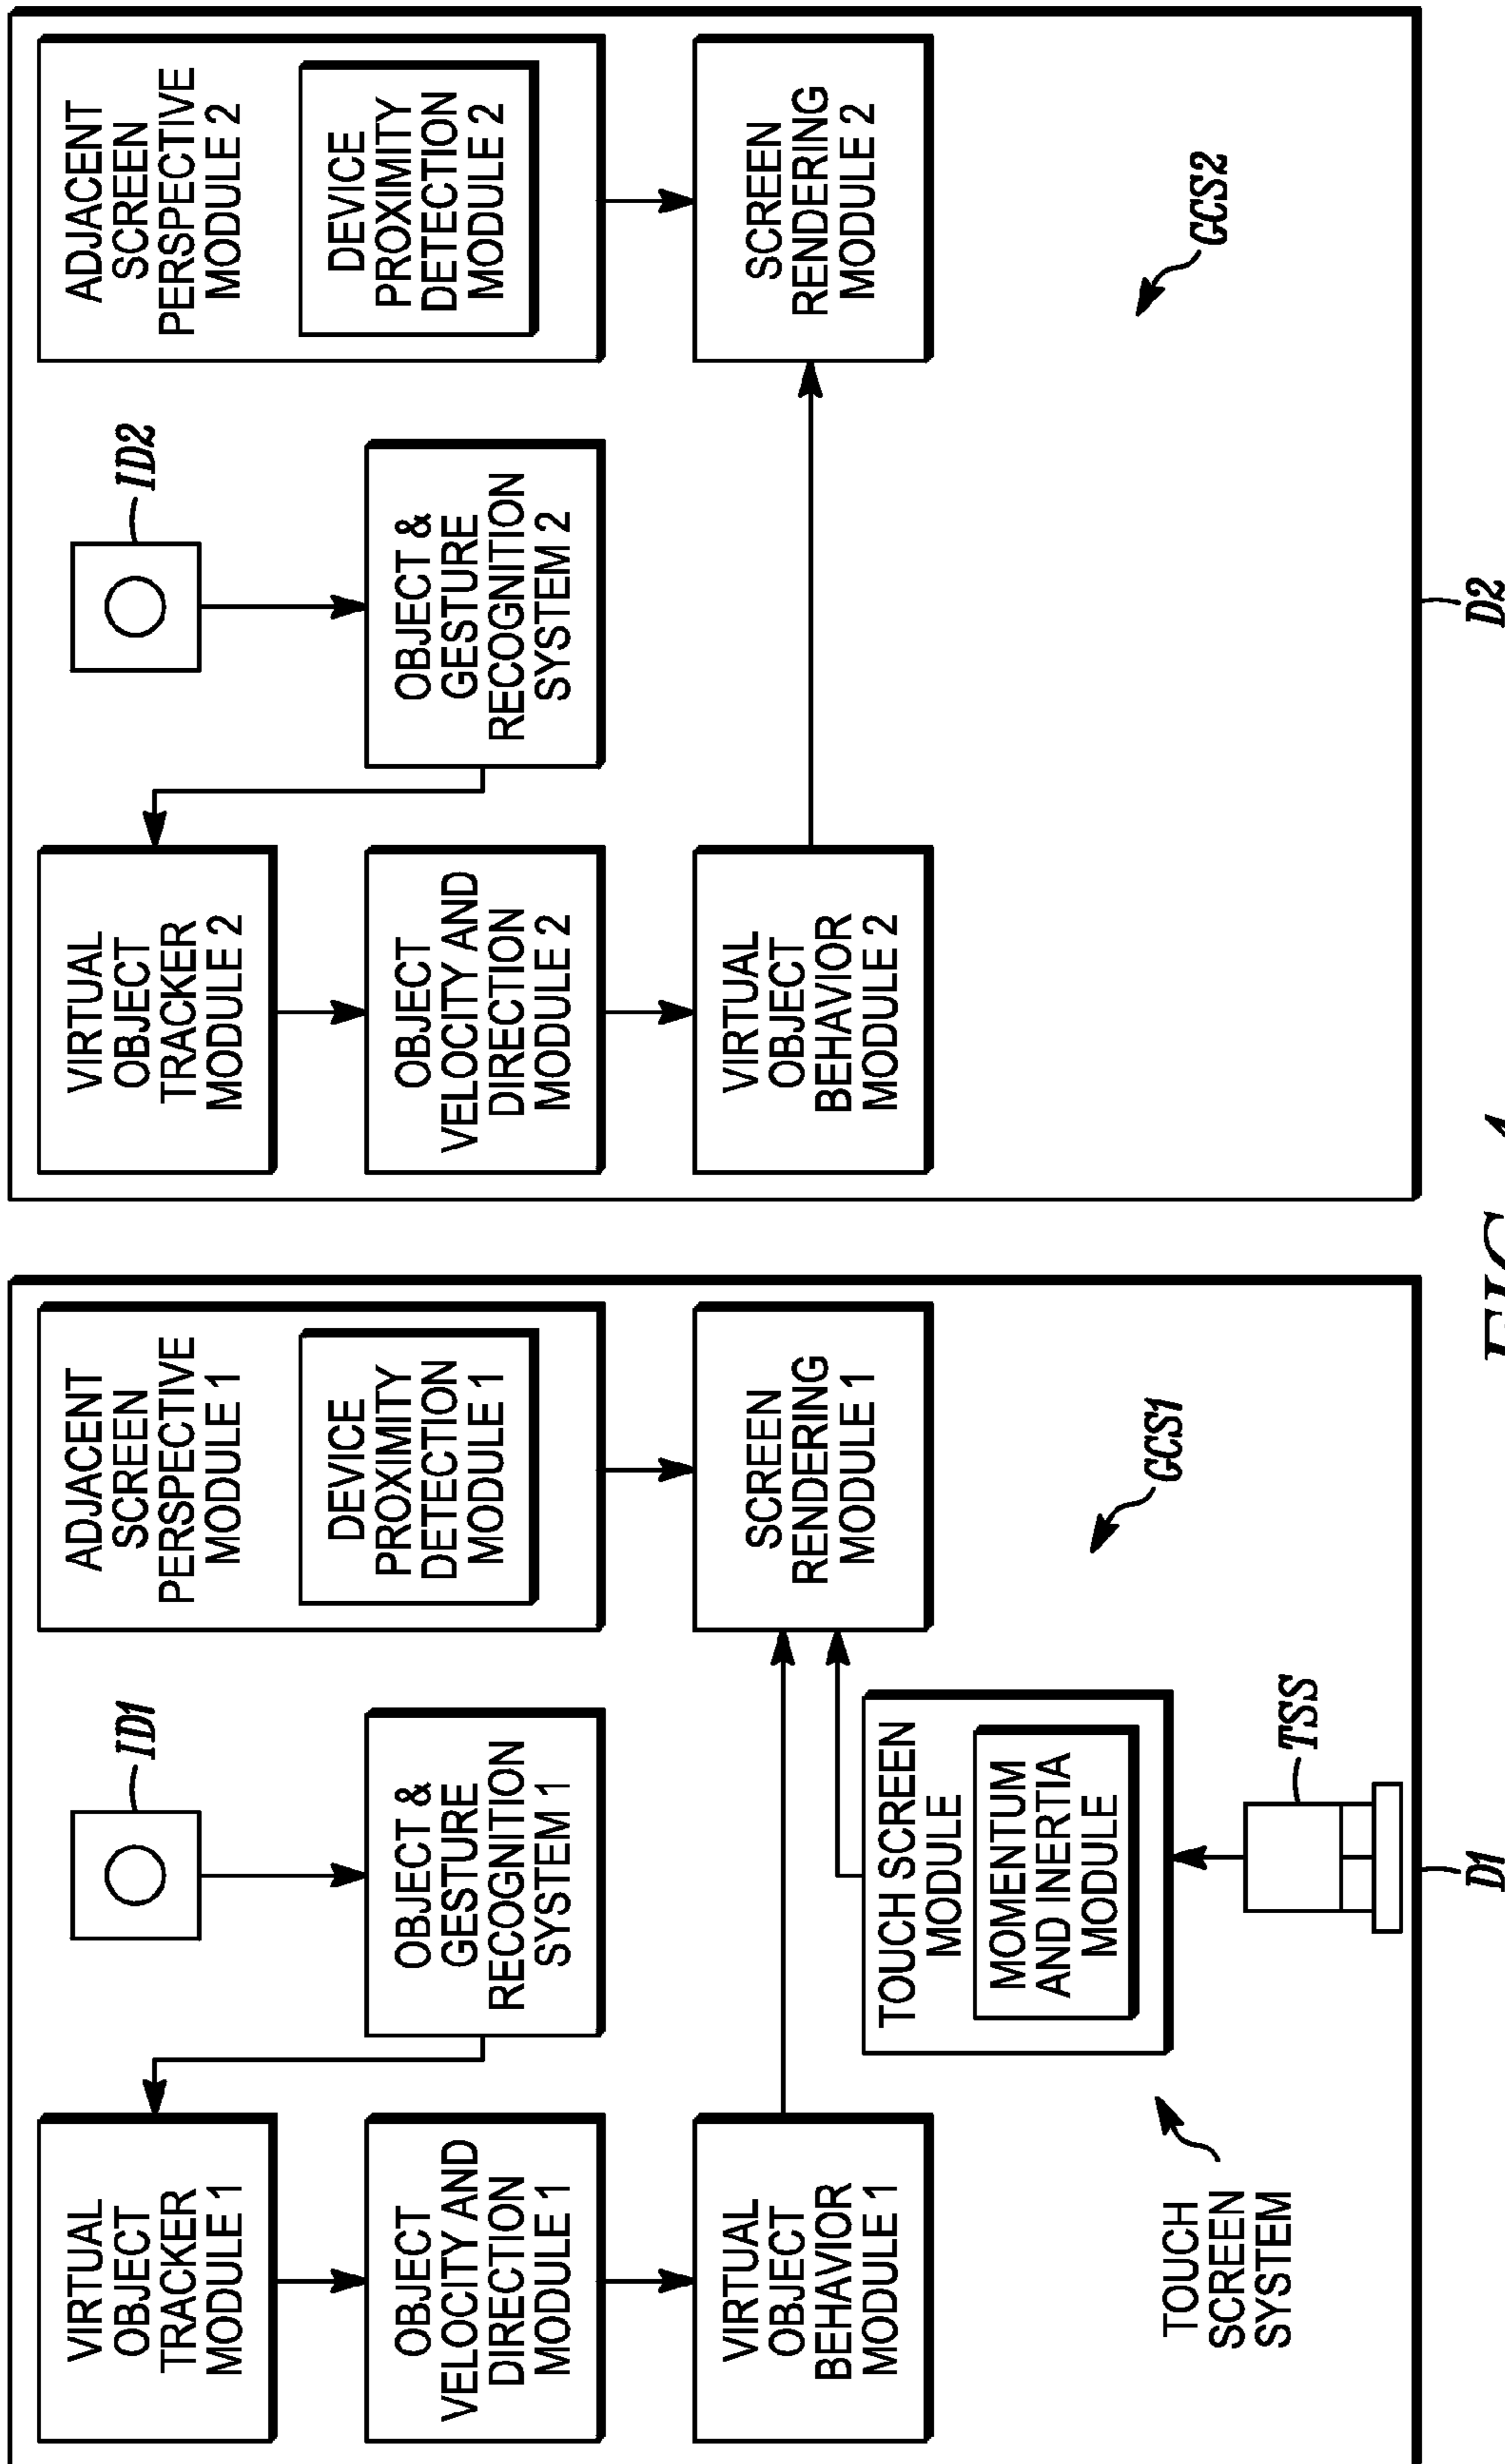 VIRTUAL
OBJECT
TRACKER
MODULE 1
OBJECT
VELOCITY AND
DIRECTION
MODULE 1
VIRTUAL
OBJECT
BEHAVIOR
MODULE 1
TOUCH
SCREEN
SYSTEM
ID1
OBJECT &
GESTURE
RECOGNITION
SYSTEM 1
TOUCH SCREEN
MODULE
MOMENTUM
AND INERTIA
MODULE
TSS
D1
ADJACENT
SCREEN
PERSPECTIVE
MODULE 1
DEVICE
PROXIMITY
DETECTION
MODULE 1
SCREEN
RENDERING
MODULE 1
GCS1
VIRTUAL
OBJECT
TRACKER
MODULE 2
OBJECT
VELOCITY AND
DIRECTION
MODULE 2
VIRTUAL
OBJECT
BEHAVIOR
MODULE 2
ID2
OBJECT &
GESTURE
RECOGNITION
SYSTEM 2
D2
ADJACENT
SCREEN
PERSPECTIVE
MODULE 2
DEVICE
PROXIMITY
DETECTION
MODULE 2
SCREEN
RENDERING
MODULE 2
GCS2